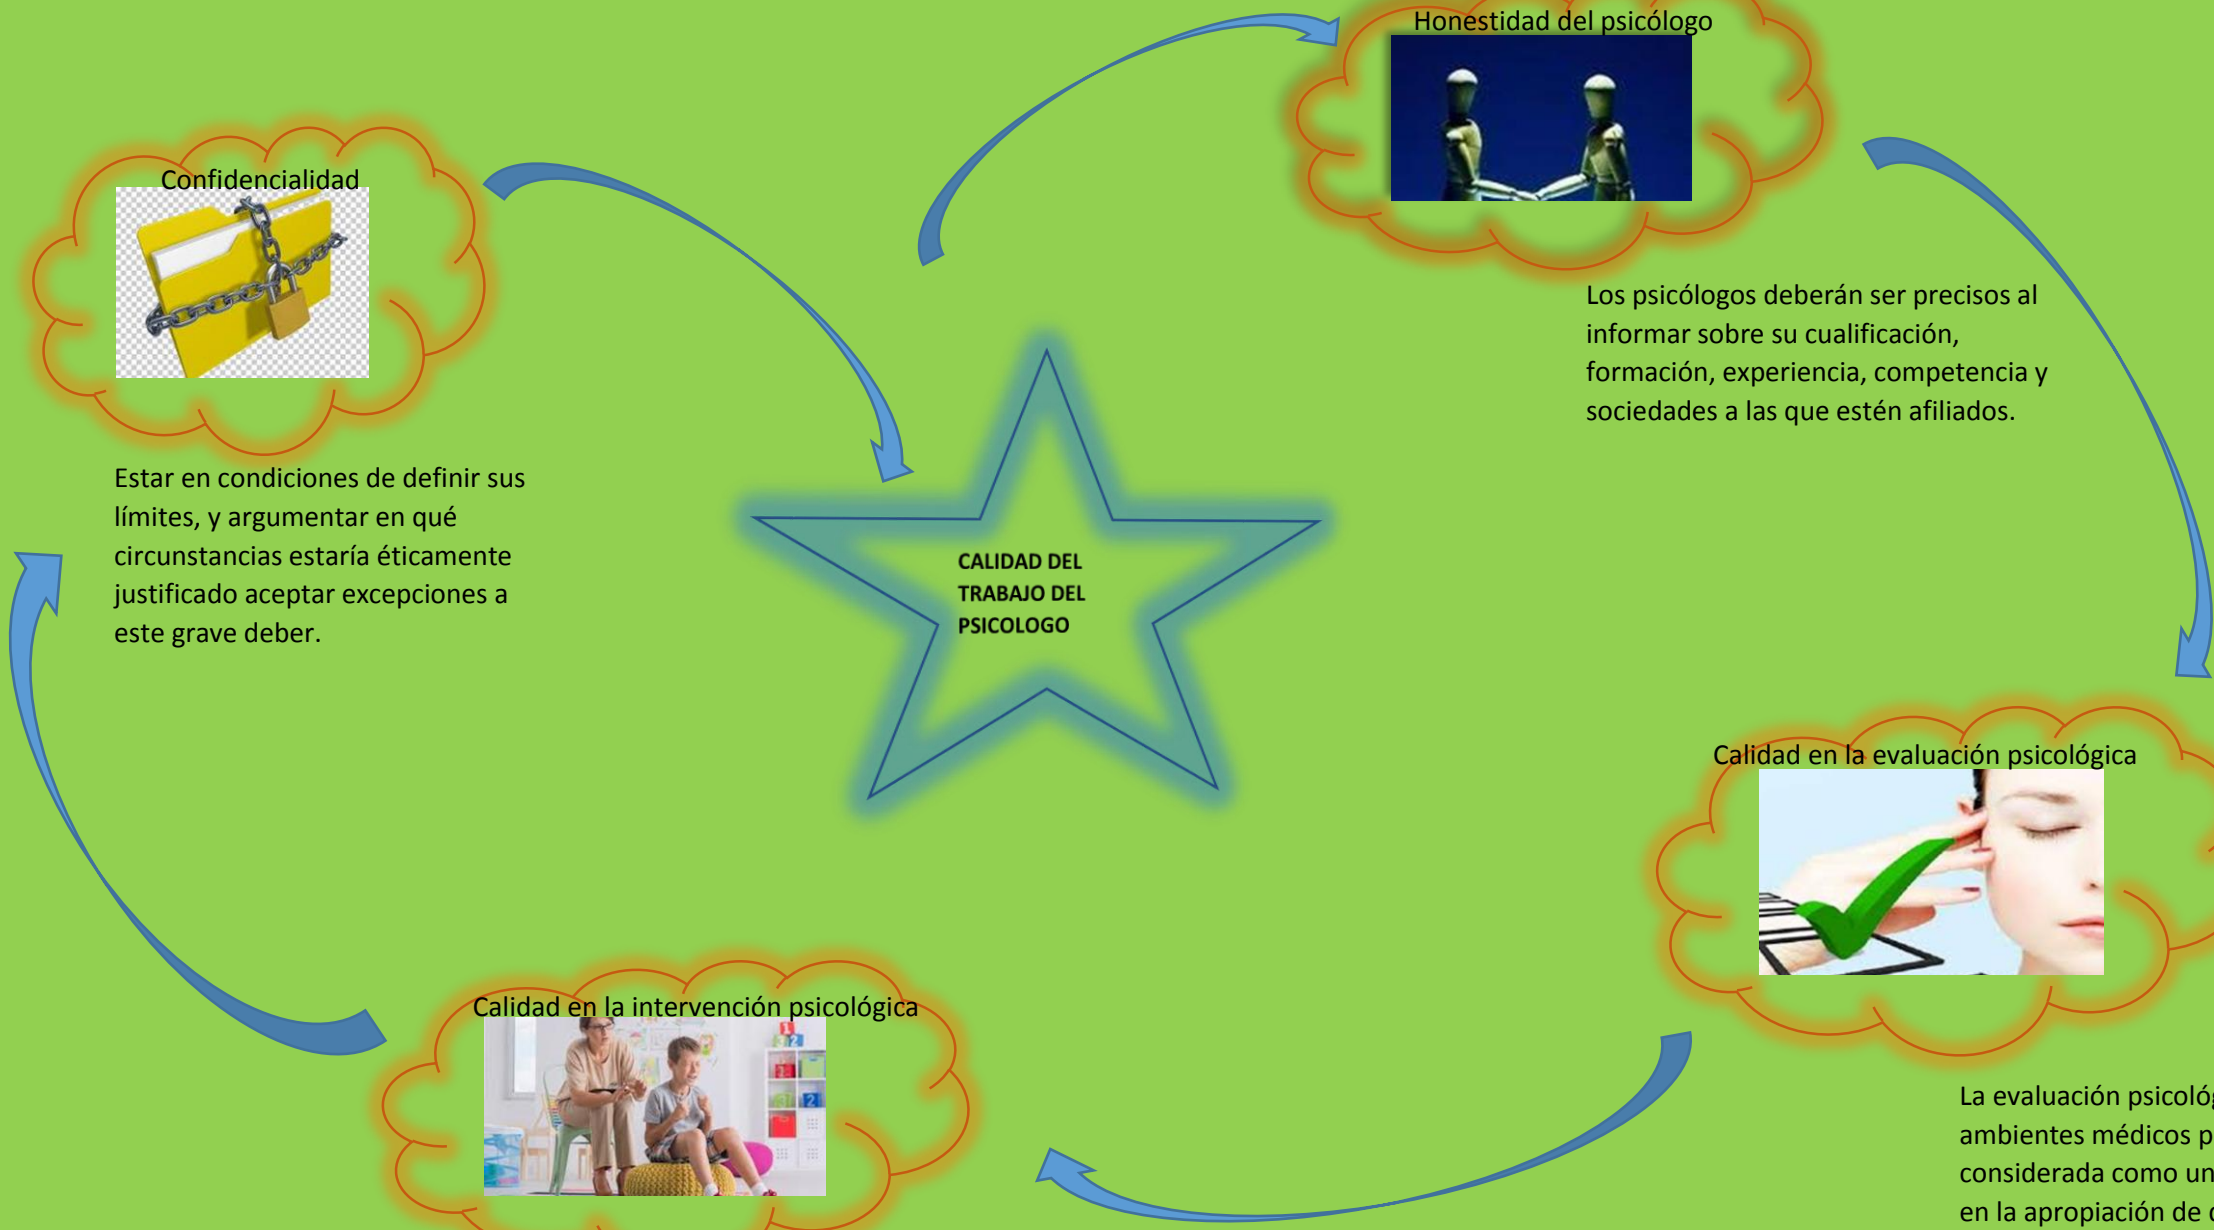 Honestidad del psicólogo
Los psicólogos deberán ser precisos al
informar sobre su cualificación,
formación, experiencia, competencia y
sociedades a las que estén afiliados.
Confidencialidad
Estar en condiciones de definir sus
límites, y argumentar en qué
circunstancias estaría éticamente
justificado aceptar excepciones a
este grave deber.
CALIDAD DEL
TRABAJO DEL
PSICOLOGO
Calidad en la evaluación psicológica
La evaluación
ambientes médicos
considerada como
en la apropiación de
Calidad en la intervención psicológica